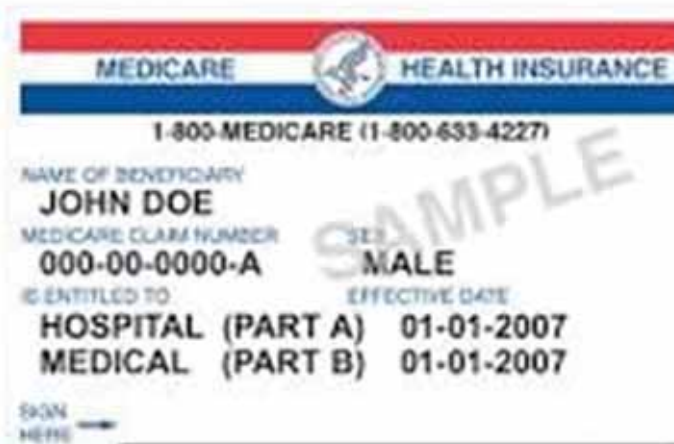 MEDICARE HEALTH INSURANCE
1-800-MEDICARE (1-800-633-4227)
SAMPLE
NAME OF BENEFICIARY
JOHN DOE
MEDICARE CLAIM NUMBER SEX
000-00-0000-A MALE
IS ENTITLED TO EFFECTIVE DATE
HOSPITAL (PART A) 01-01-2007
MEDICAL (PART B) 01-01-2007
SIGN
HERE